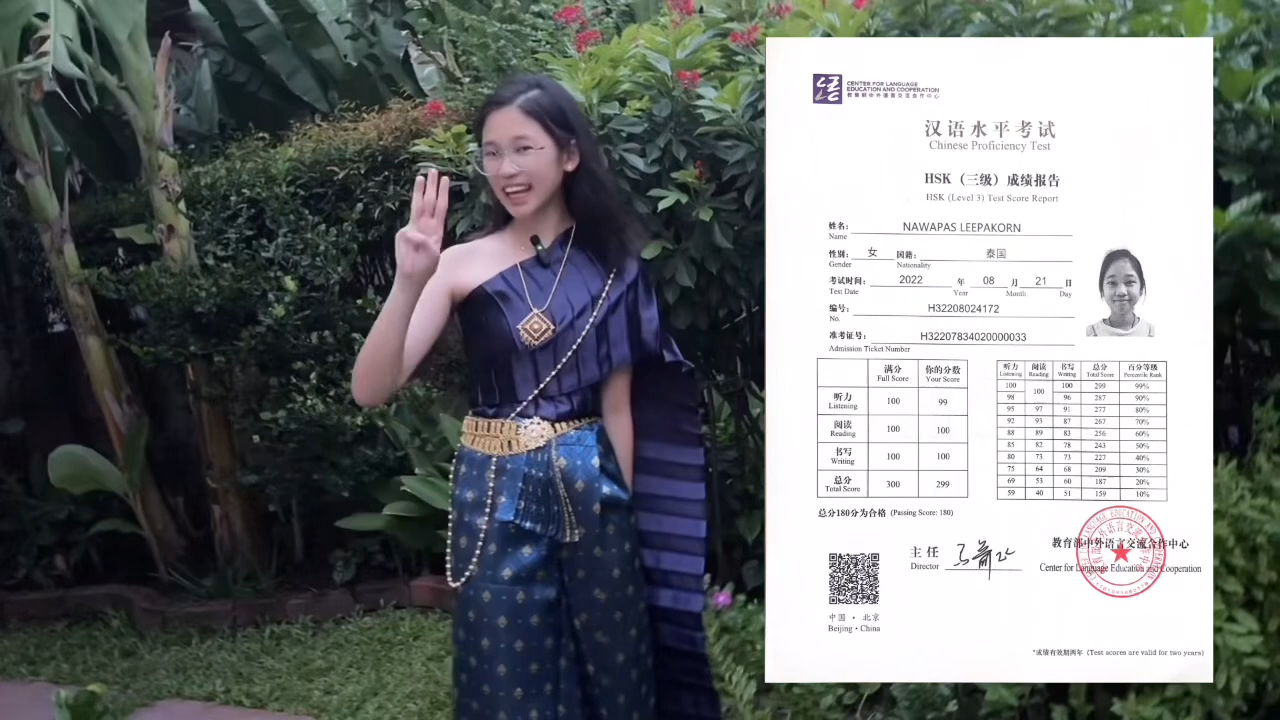 CENTER FOR LANGUAGE
EDUCATION AND COOPERATION
教育部中外语言交流合作中心
汉语水平考试
Chinese Proficiency Test
HSK（三级）成绩报告
HSK (Level 3) Test Score Report
姓名： NAWAPAS LEEPAKORN
Name
性别： 女 国籍： 泰国
Gender Nationality
考试时间： 2022 年 08 月 21 日
Test Date Year Month Day
编号： H32208024172
No.
准考证号： H32207834020000033
Admission Ticket Number
满分 你的分数
Full Score Your Score
听力 100 99
Listening
阅读 100 100
Reading
书写 100 100
Writing
总分 300 299
Total Score
听力 阅读 书写 总分 百分等级
Listening Reading Writing Total Score Percentile Rank
100 100 100 299 99%
98 96 287 90%
95 97 91 277 80%
92 93 87 267 70%
88 89 83 256 60%
85 82 78 243 50%
80 73 73 227 40%
75 64 68 209 30%
69 53 60 187 20%
59 40 51 159 10%
总分180分为合格 (Passing Score: 180)
主任
Director
教育部中外语言交流合作中心
Center for Language Education and Cooperation
中国・北京
Beijing・China
*成绩有效期两年 (Test scores are valid for two years)